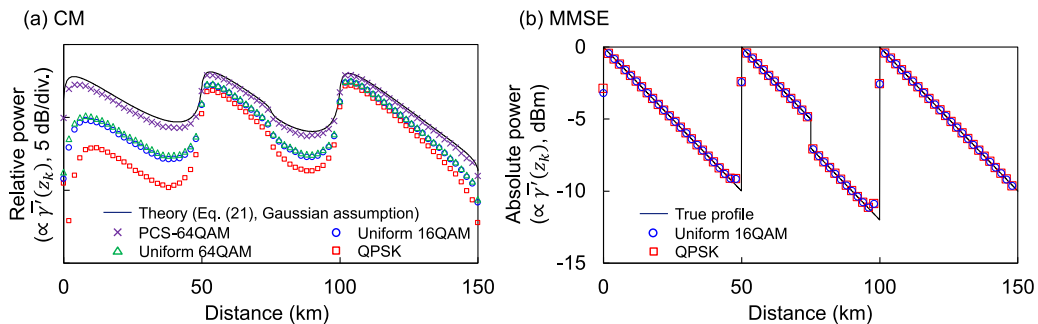 (a) CM
Relative power
(∝ γ̅′(z_k), 5 dB/div.)
Theory (Eq. (21), Gaussian assumption)
PCS-64QAM
Uniform 16QAM
Uniform 64QAM
QPSK
0
50
100
150
Distance (km)
(b) MMSE
Absolute power
(∝ γ̅′(z_k), dBm)
0
-5
-10
-15
True profile
Uniform 16QAM
QPSK
0
50
100
150
Distance (km)